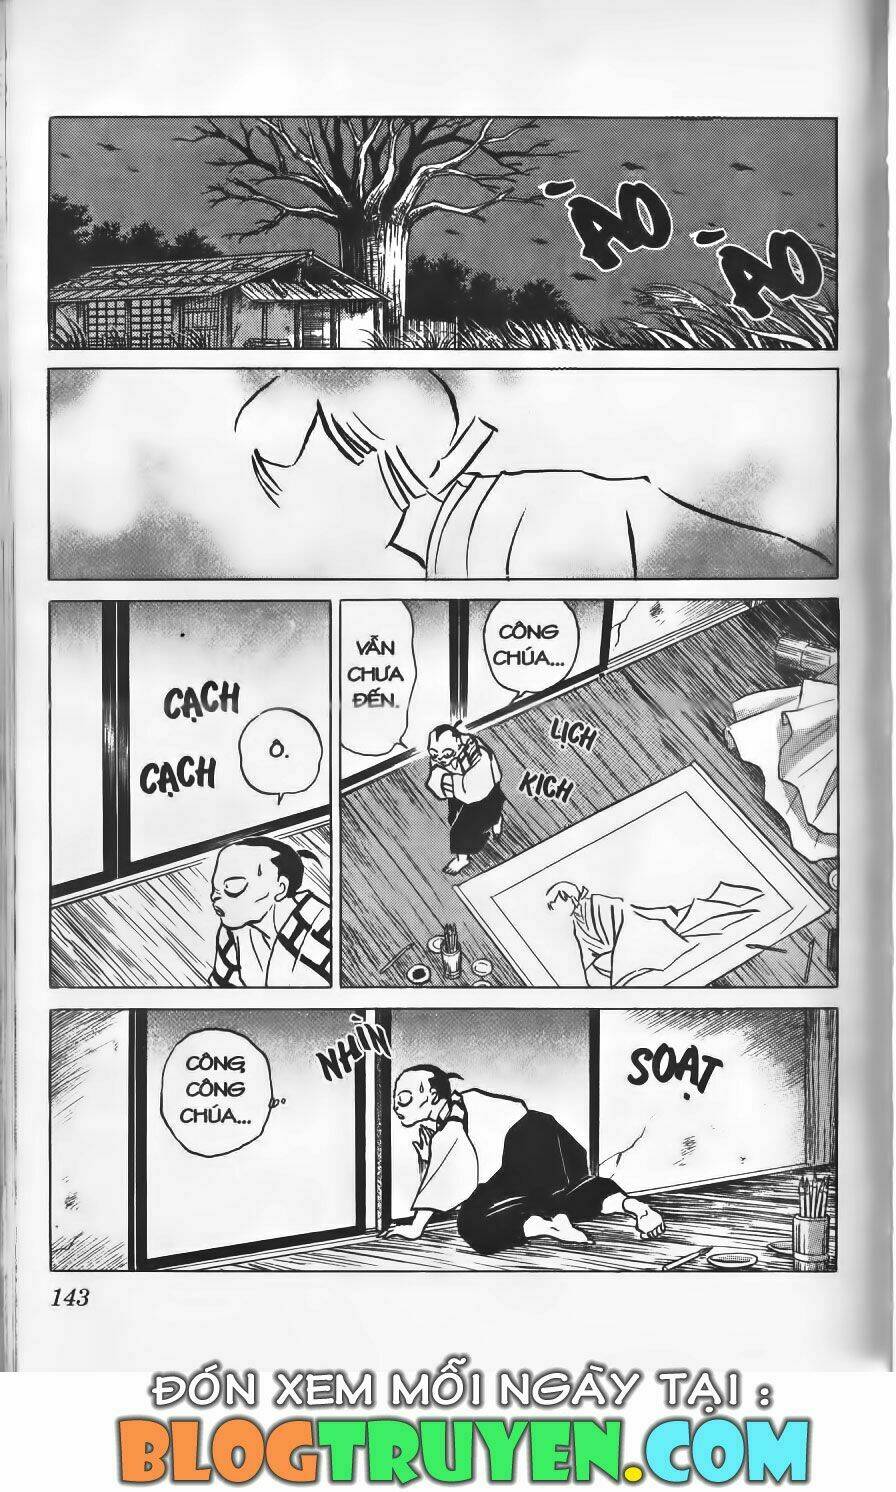 ÀO
ÀO
CÔNG
CHÚA...
VẪN
CHƯA
ĐẾN.
LỊCH
KỊCH
CẠCH
CẠCH
Ồ.
SOẠT
NHÌN
CÔNG,
CÔNG
CHÚA...
143
ĐÓN XEM MỖI NGÀY TẠI :
BLOGTRUYEN.COM